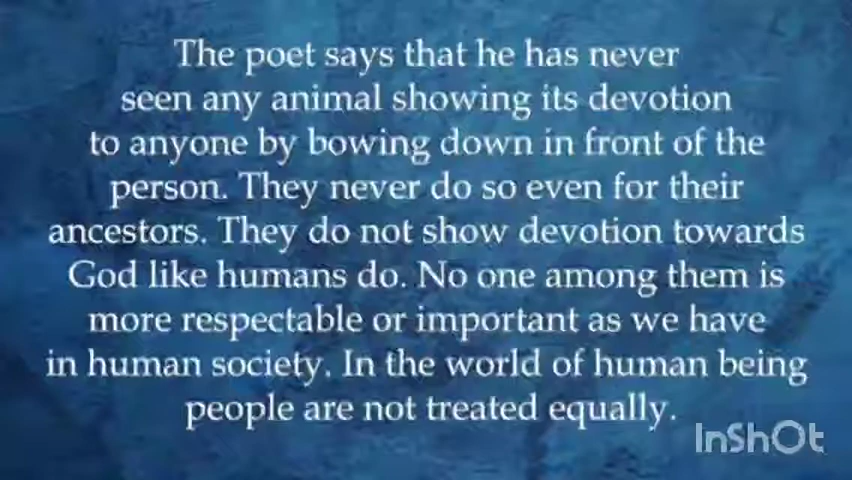 The poet says that he has never
seen any animal showing its devotion
to anyone by bowing down in front of the
person. They never do so even for their
ancestors. They do not show devotion towards
God like humans do. No one among them is
more respectable or important as we have
in human society. In the world of human being
people are not treated equally.
InShOt